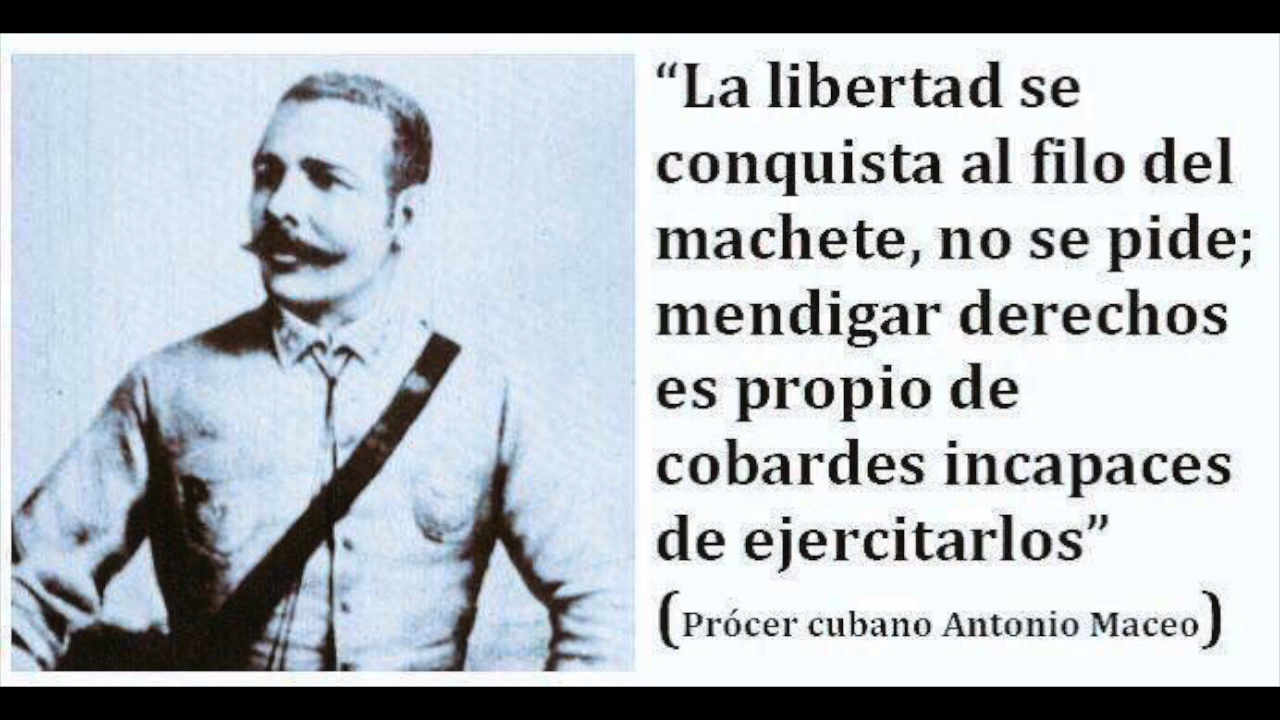 “La libertad se
conquista al filo del
machete, no se pide;
mendigar derechos
es propio de
cobardes incapaces
de ejercitarlos”
(Prócer cubano Antonio Maceo)